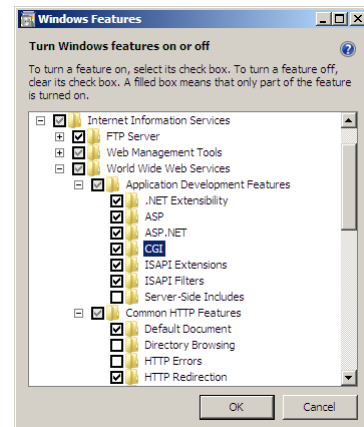 Windows Features
Turn Windows features on or off
To turn a feature on, select its check box. To turn a feature off,
clear its check box. A filled box means that only part of the feature
is turned on.
Internet Information Services
FTP Server
Web Management Tools
World Wide Web Services
Application Development Features
.NET Extensibility
ASP
ASP.NET
CGI
ISAPI Extensions
ISAPI Filters
Server-Side Includes
Common HTTP Features
Default Document
Directory Browsing
HTTP Errors
HTTP Redirection
OK Cancel